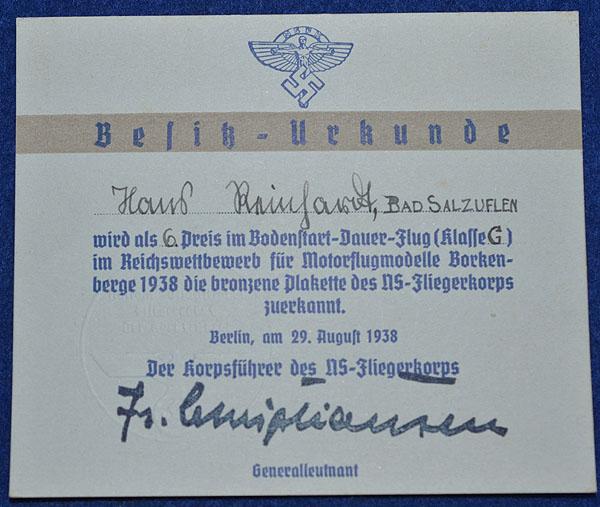 NSFK
Besitz-Urkunde
Hans Reinhardt, BAD SALZUFLEN
wird als 6. Preis im Bodenstart-Dauer-Flug (Klasse G)
im Reichswettbewerb für Motorflugmodelle Borken-
berge 1938 die bronzene Plakette des NS-Fliegerkorps
zuerkannt.
Berlin, am 29. August 1938
Der Korpsführer des NS-Fliegerkorps
Fr. Christiansen
Generalleutnant